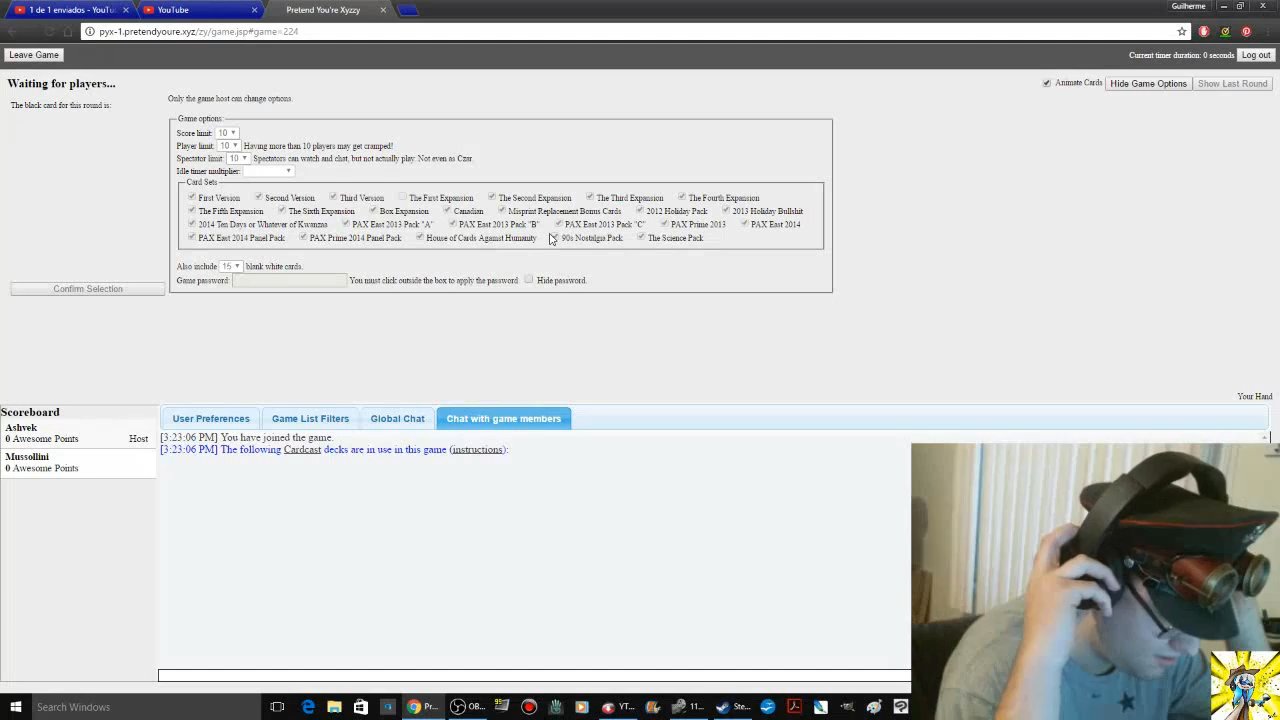 1 de 1 enviados - YouTu
YouTube
Pretend You're Xyzzy
Guilherme
pyx-1.pretendyoure.xyz/zy/game.jsp#game=224
Leave Game
Current timer duration: 0 seconds
Log out
Waiting for players...
Animate Cards
Hide Game Options
Show Last Round
The black card for this round is:
Only the game host can change options.
Game options:
Score limit: 10
Player limit: 10 Having more than 10 players may get cramped!
Spectator limit: 10 Spectators can watch and chat, but not actually play. Not even as Czar.
Idle timer multiplier:
Card Sets
First Version Second Version Third Version The First Expansion The Second Expansion The Third Expansion The Fourth Expansion
The Fifth Expansion The Sixth Expansion Box Expansion Canadian Misprint Replacement Bonus Cards 2012 Holiday Pack 2013 Holiday Bullshit
2014 Ten Days or Whatever of Kwanzaa PAX East 2013 Pack "A" PAX East 2013 Pack "B" PAX East 2013 Pack "C" PAX Prime 2013 PAX East 2014
PAX East 2014 Panel Pack PAX Prime 2014 Panel Pack House of Cards Against Humanity 90s Nostalgia Pack The Science Pack
Also include 15 blank white cards.
Game password: You must click outside the box to apply the password. Hide password.
Confirm Selection
Your Hand
Scoreboard
Ashvek
0 Awesome Points Host
Mussollini
0 Awesome Points
User Preferences
Game List Filters
Global Chat
Chat with game members
[3:23:06 PM] You have joined the game.
[3:23:06 PM] The following Cardcast decks are in use in this game (instructions):
Search Windows
Pr...
OB...
YT...
11...
Ste...